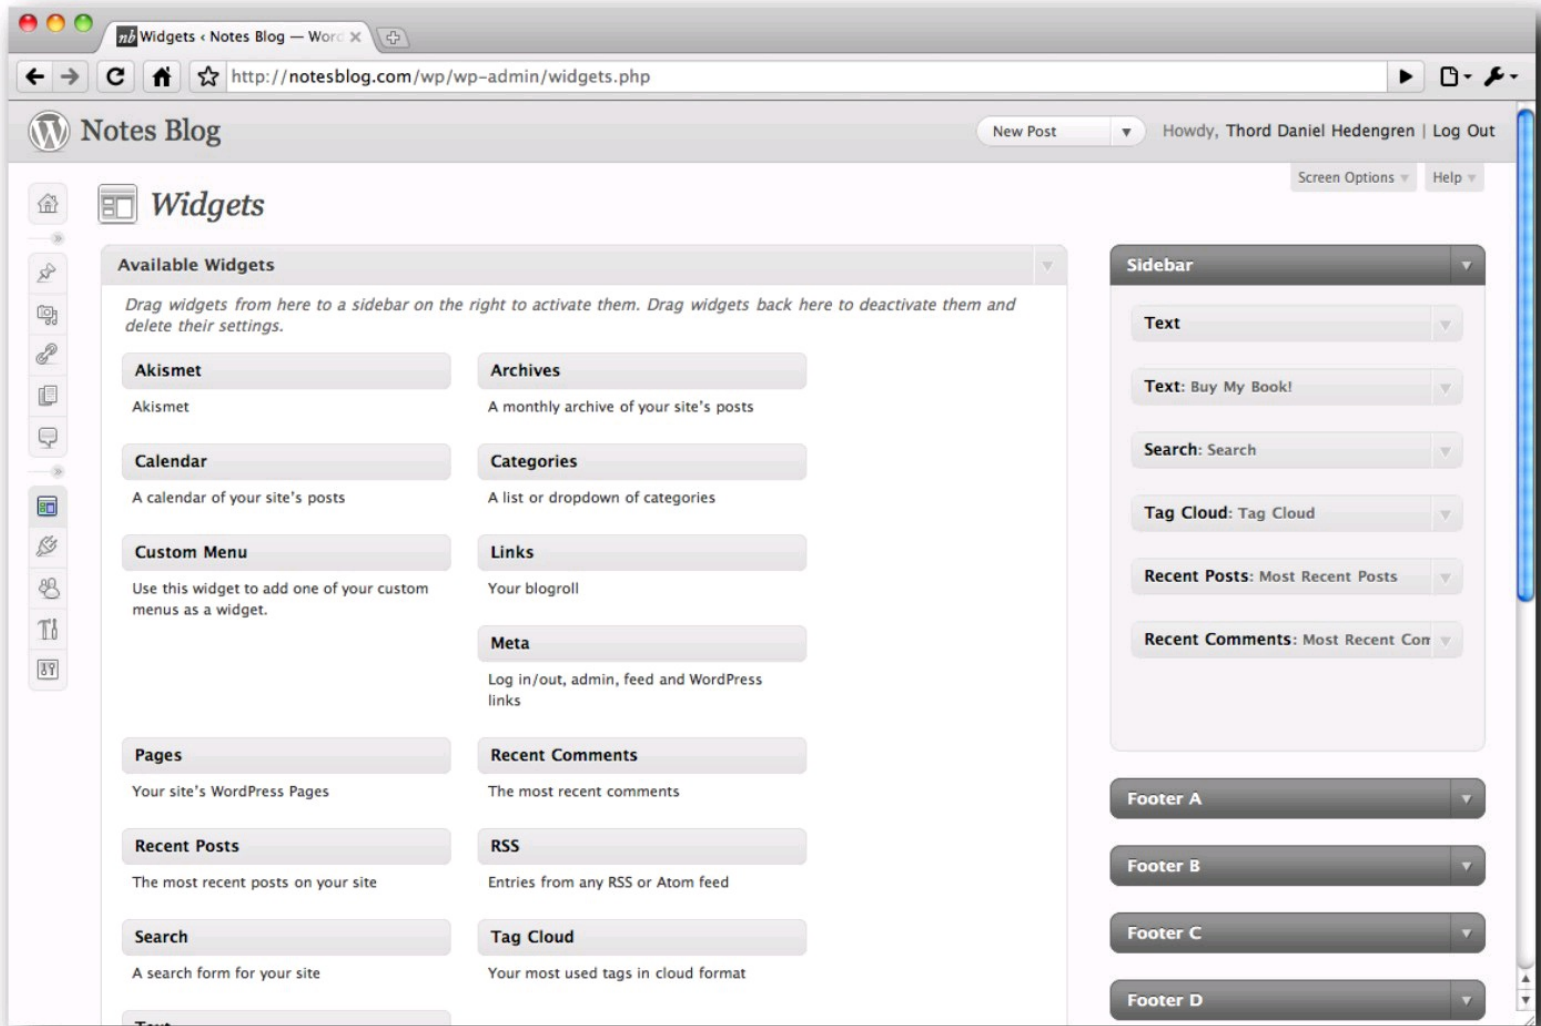 nb Widgets ‹ Notes Blog — Word
http://notesblog.com/wp/wp-admin/widgets.php
Notes Blog
New Post
Howdy, Thord Daniel Hedengren | Log Out
Screen Options
Help
Widgets
Available Widgets
Drag widgets from here to a sidebar on the right to activate them. Drag widgets back here to deactivate them and
delete their settings.
Akismet
Akismet
Archives
A monthly archive of your site's posts
Calendar
A calendar of your site's posts
Categories
A list or dropdown of categories
Custom Menu
Use this widget to add one of your custom
menus as a widget.
Links
Your blogroll
Meta
Log in/out, admin, feed and WordPress
links
Pages
Your site's WordPress Pages
Recent Comments
The most recent comments
Recent Posts
The most recent posts on your site
RSS
Entries from any RSS or Atom feed
Search
A search form for your site
Tag Cloud
Your most used tags in cloud format
Text
Sidebar
Text
Text: Buy My Book!
Search: Search
Tag Cloud: Tag Cloud
Recent Posts: Most Recent Posts
Recent Comments: Most Recent Com
Footer A
Footer B
Footer C
Footer D